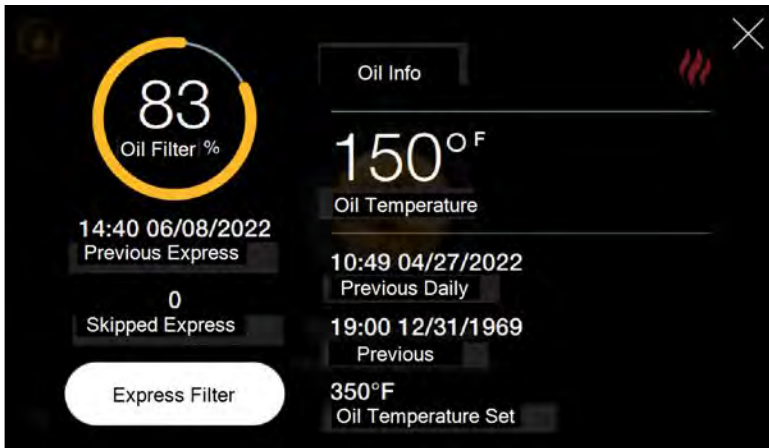 83
Oil Filter %
14:40 06/08/2022
Previous Express
0
Skipped Express
Express Filter
Oil Info
150°F
Oil Temperature
10:49 04/27/2022
Previous Daily
19:00 12/31/1969
Previous
350°F
Oil Temperature Set